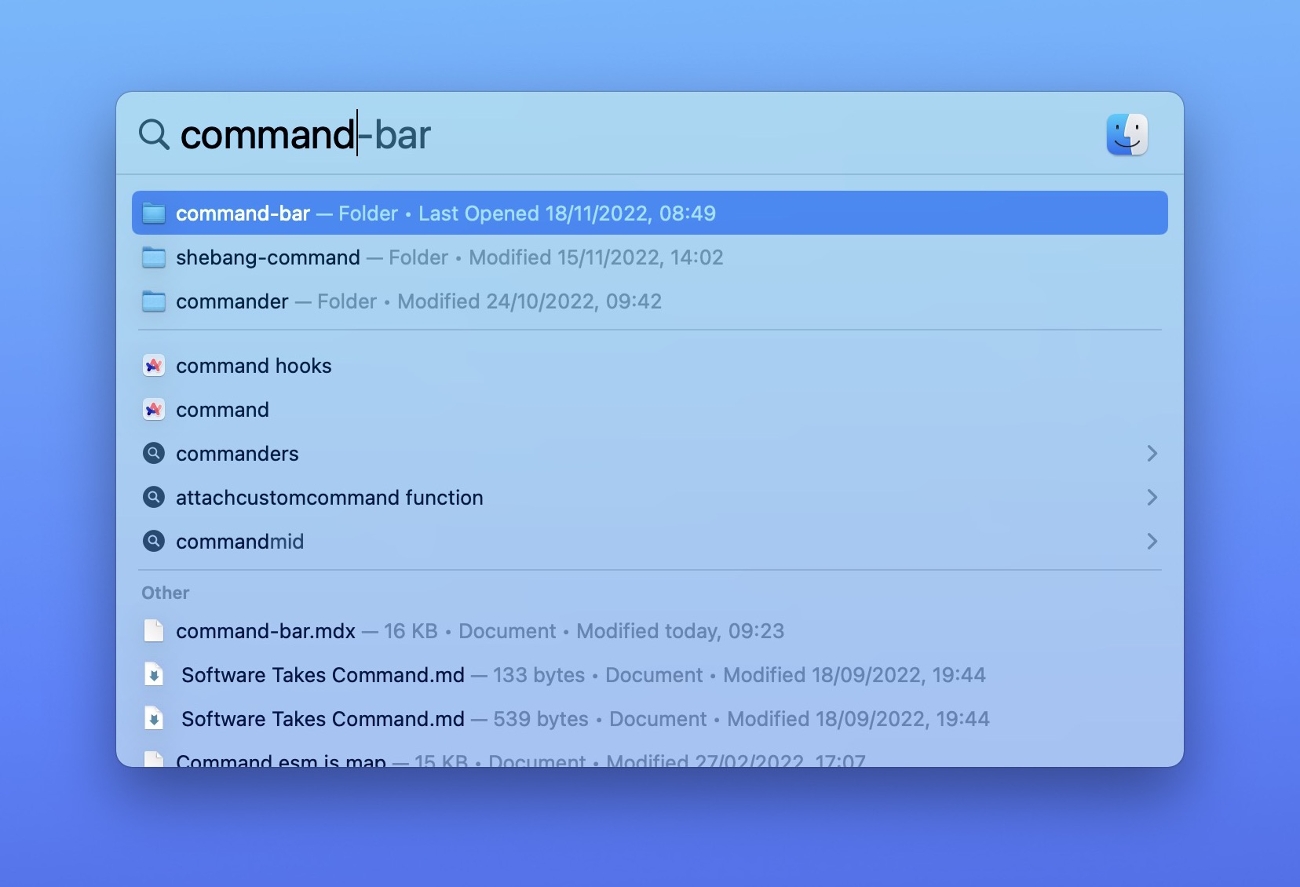 command-bar
command-bar — Folder • Last Opened 18/11/2022, 08:49
shebang-command — Folder • Modified 15/11/2022, 14:02
commander — Folder • Modified 24/10/2022, 09:42
command hooks
command
commanders
attachcustomcommand function
commandmid
Other
command-bar.mdx — 16 KB • Document • Modified today, 09:23
Software Takes Command.md — 133 bytes • Document • Modified 18/09/2022, 19:44
Software Takes Command.md — 539 bytes • Document • Modified 18/09/2022, 19:44
Command.esm.js.map — 15 KB • Document • Modified 27/02/2022, 17:07